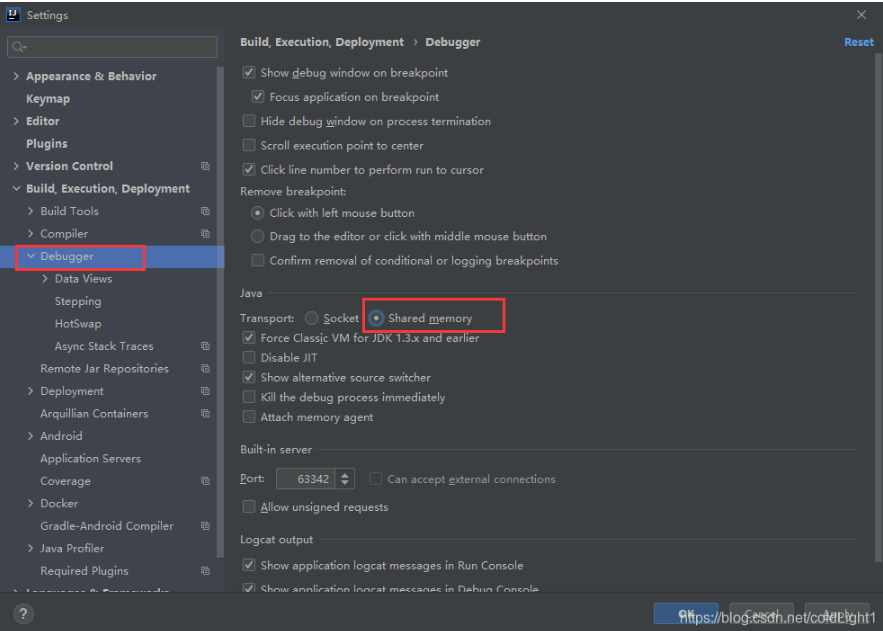 Settings
Build, Execution, Deployment › Debugger
Reset
Appearance & Behavior
Keymap
Editor
Plugins
Version Control
Build, Execution, Deployment
Build Tools
Compiler
Debugger
Data Views
Stepping
HotSwap
Async Stack Traces
Remote Jar Repositories
Deployment
Arquillian Containers
Android
Application Servers
Coverage
Docker
Gradle-Android Compiler
Java Profiler
Required Plugins
Languages & Frameworks
Show debug window on breakpoint
Focus application on breakpoint
Hide debug window on process termination
Scroll execution point to center
Click line number to perform run to cursor
Remove breakpoint:
Click with left mouse button
Drag to the editor or click with middle mouse button
Confirm removal of conditional or logging breakpoints
Java
Transport: Socket Shared memory
Force Classic VM for JDK 1.3.x and earlier
Disable JIT
Show alternative source switcher
Kill the debug process immediately
Attach memory agent
Built-in server
Port: 63342 Can accept external connections
Allow unsigned requests
Logcat output
Show application logcat messages in Run Console
Show application logcat messages in Debug Console
?
OK Cancel Apply
https://blog.csdn.net/coldLight1